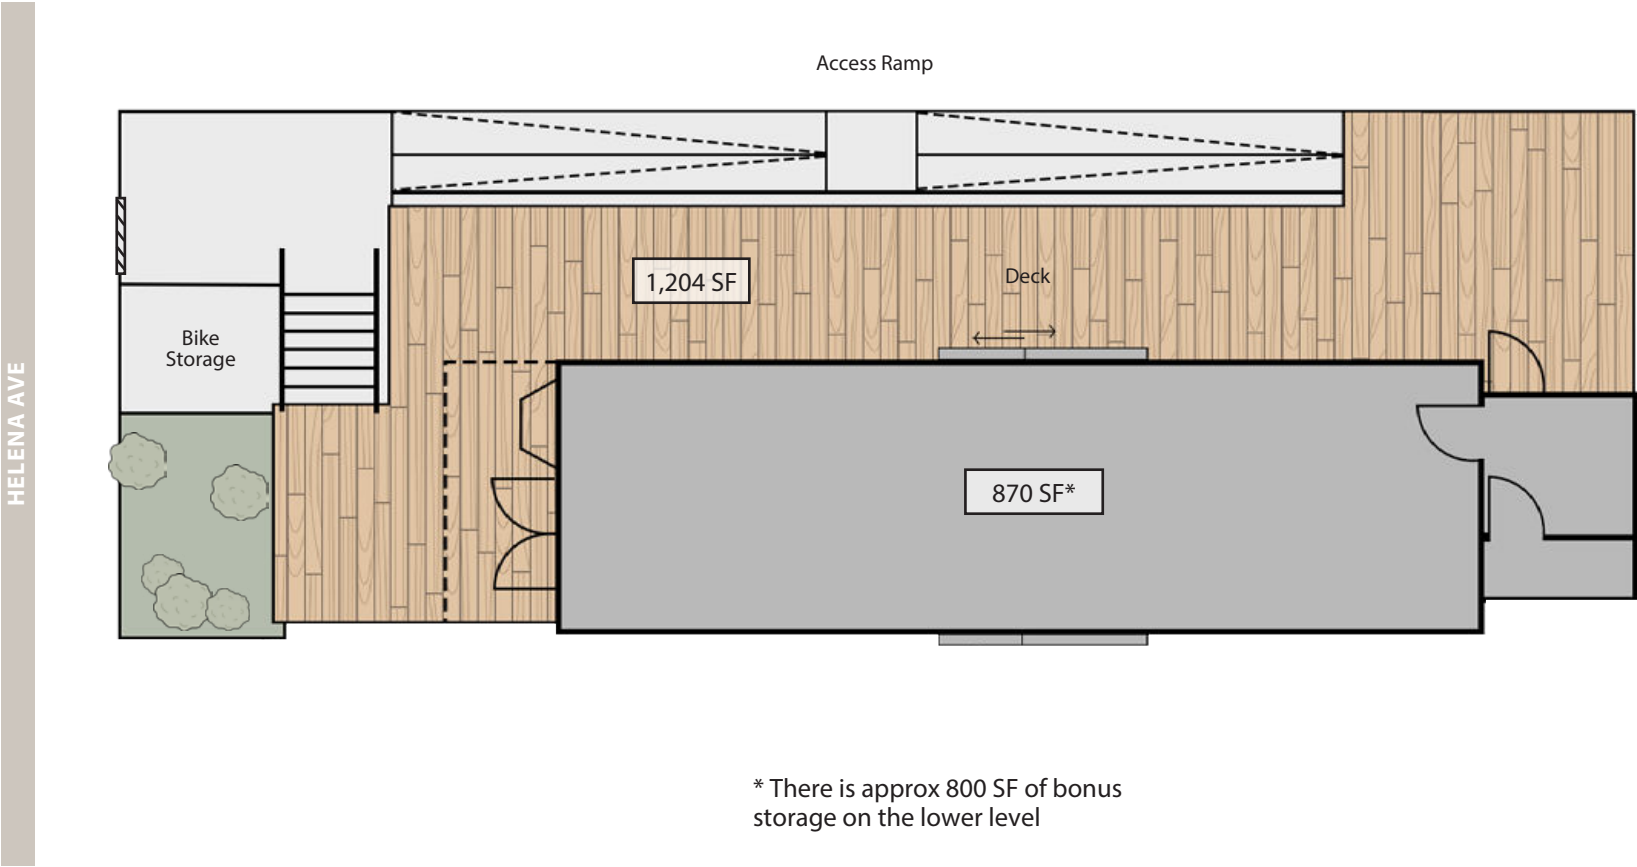 Access Ramp
1,204 SF
Deck
Bike
Storage
HELENA AVE
870 SF*
* There is approx 800 SF of bonus
storage on the lower level